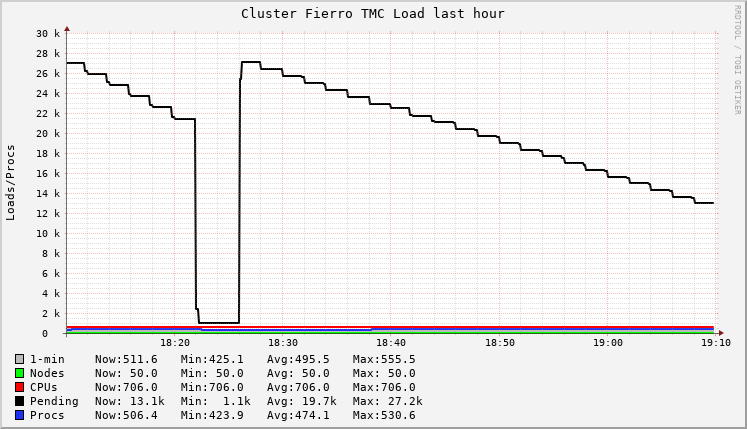 Cluster Fierro TMC Load last hour
RRDTOOL / TOBI OETIKER
Loads/Procs
30 k
28 k
26 k
24 k
22 k
20 k
18 k
16 k
14 k
12 k
10 k
8 k
6 k
4 k
2 k
0
18:20 18:30 18:40 18:50 19:00 19:10
1-min Now:511.6 Min:425.1 Avg:495.5 Max:555.5
Nodes Now: 50.0 Min: 50.0 Avg: 50.0 Max: 50.0
CPUs Now:706.0 Min:706.0 Avg:706.0 Max:706.0
Pending Now: 13.1k Min: 1.1k Avg: 19.7k Max: 27.2k
Procs Now:506.4 Min:423.9 Avg:474.1 Max:530.6